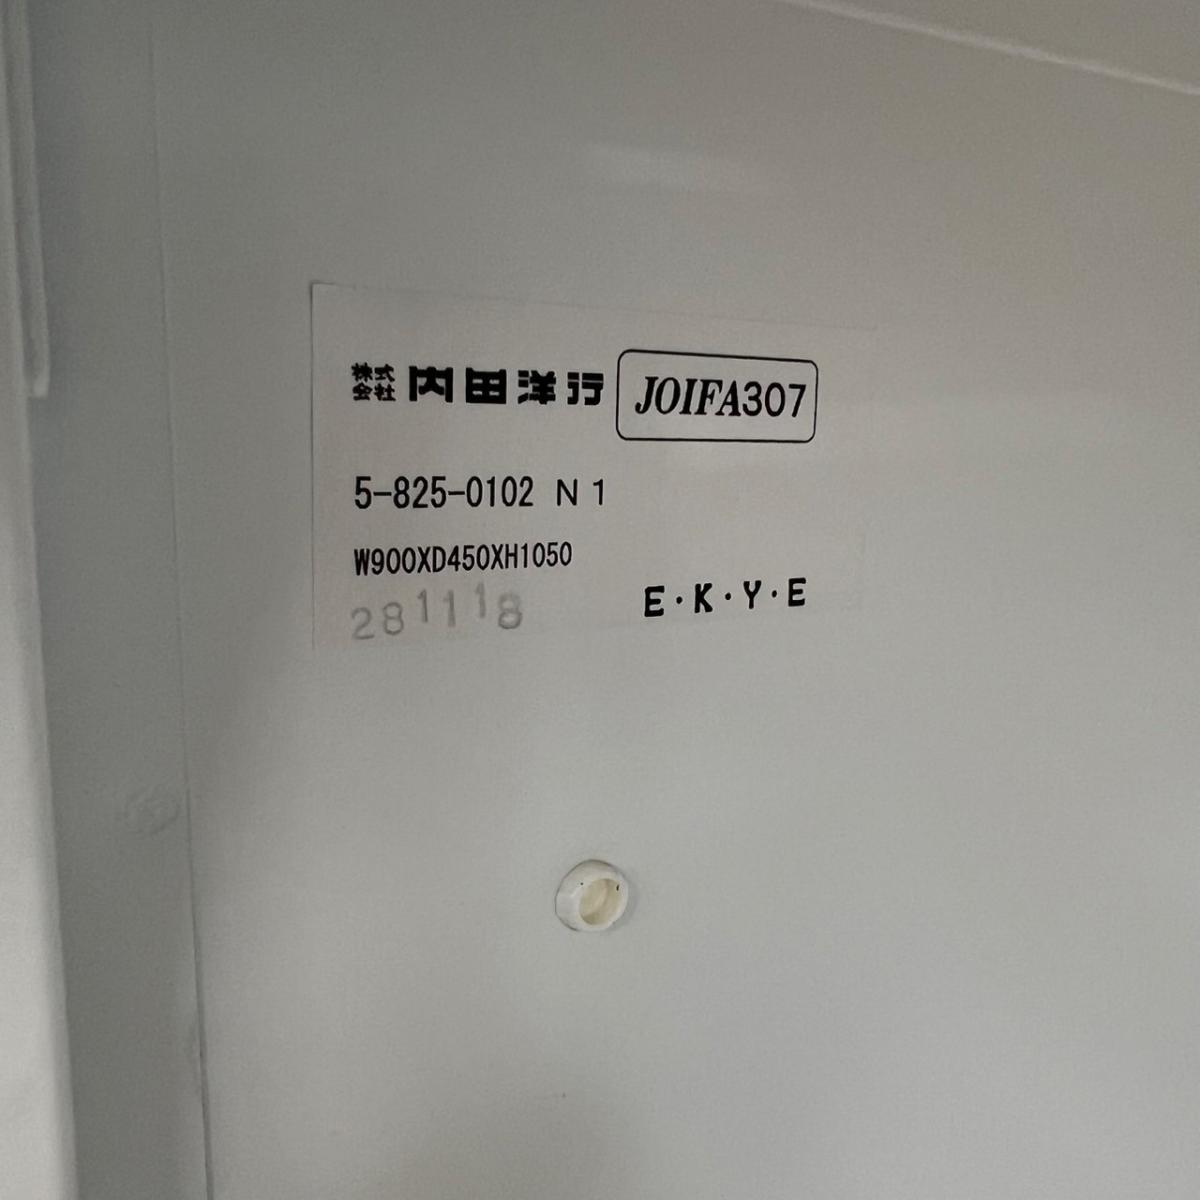 株式会社 内田洋行 JOIFA307
5-825-0102 N 1
W900XD450XH1050
281118
E・K・Y・E